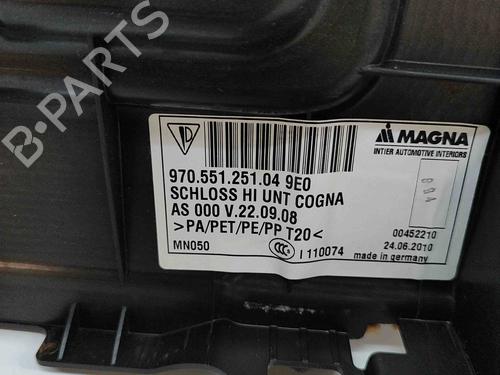 B-PARTS
MAGNA
INTIER AUTOMOTIVE INTERIORS
970.551.251.04 9E0
SCHLOSS HI UNT COGNA
AS 000 V.22.09.08
>PA/PET/PE/PP T20<
MN050
CCC
I 110074
00452210
24.06.2010
made in germany